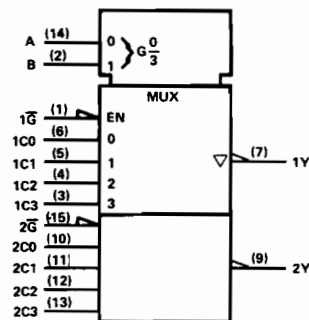 A (14) 0 } G 0/3
B (2) 1
MUX
1G̅ (1) EN
1C0 (6) 0
1C1 (5) 1 ▽ (7) 1Y
1C2 (4) 2
1C3 (3) 3
2G̅ (15)
2C0 (10)
2C1 (11) (9) 2Y
2C2 (12)
2C3 (13)